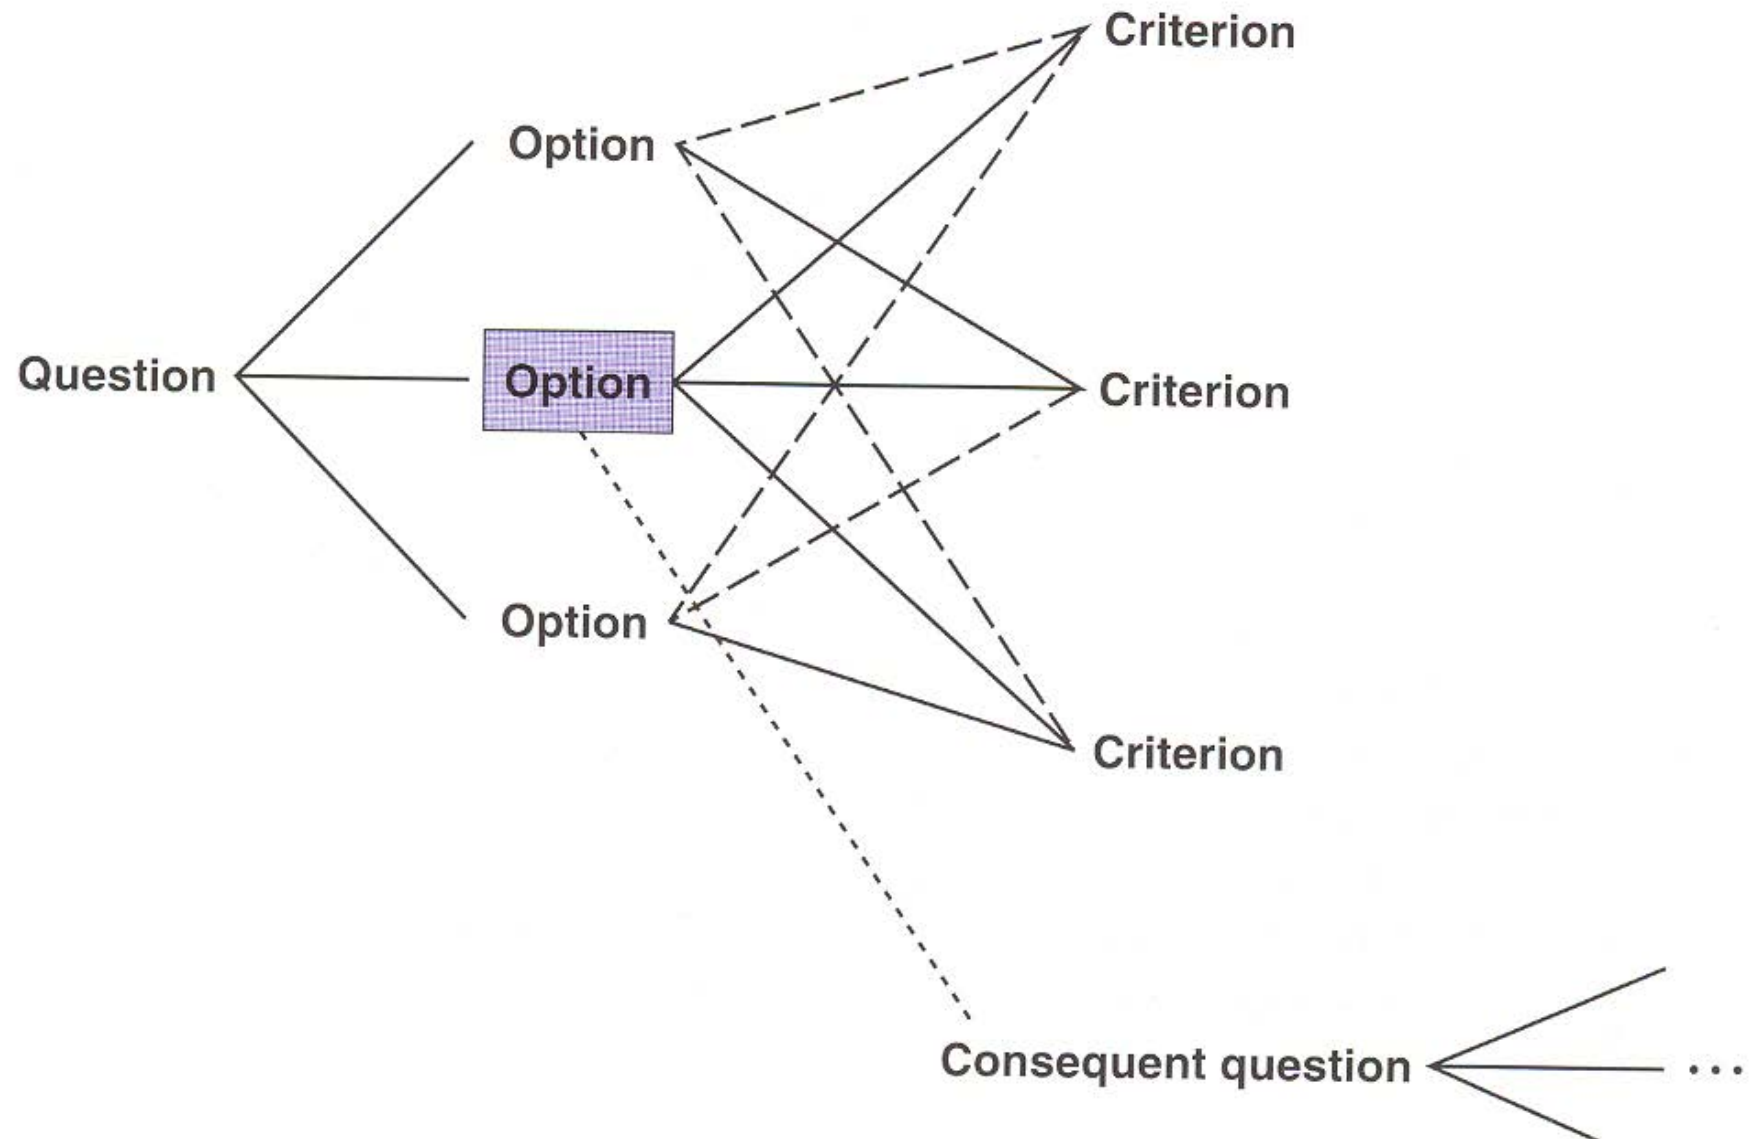 Criterion
Option
Question
Option
Criterion
Option
Criterion
Consequent question
...